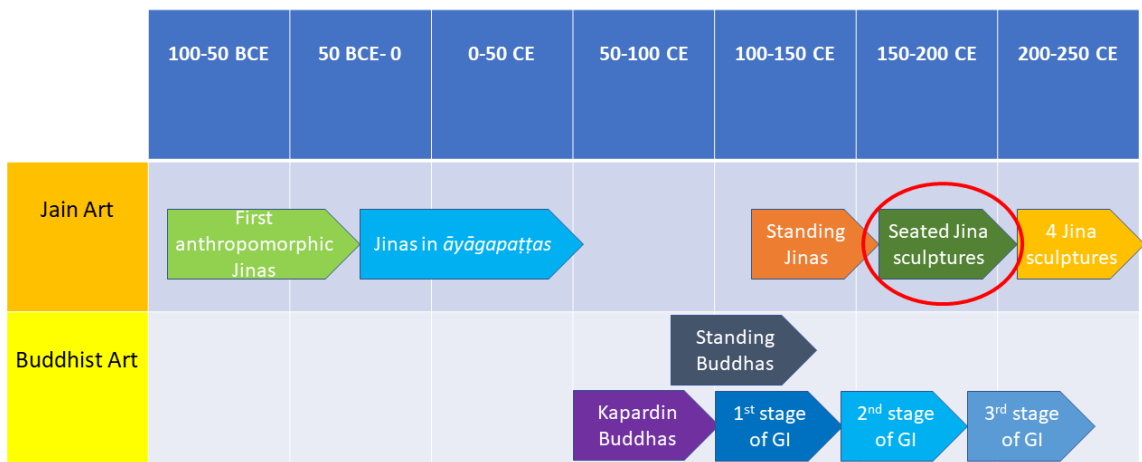 100-50 BCE
50 BCE- 0
0-50 CE
50-100 CE
100-150 CE
150-200 CE
200-250 CE
Jain Art
First
anthropomorphic
Jinas
Jinas in āyāgapaṭṭas
Standing
Jinas
Seated Jina
sculptures
4 Jina
sculptures
Buddhist Art
Standing
Buddhas
Kapardin
Buddhas
1st stage
of GI
2nd stage
of GI
3rd stage
of GI